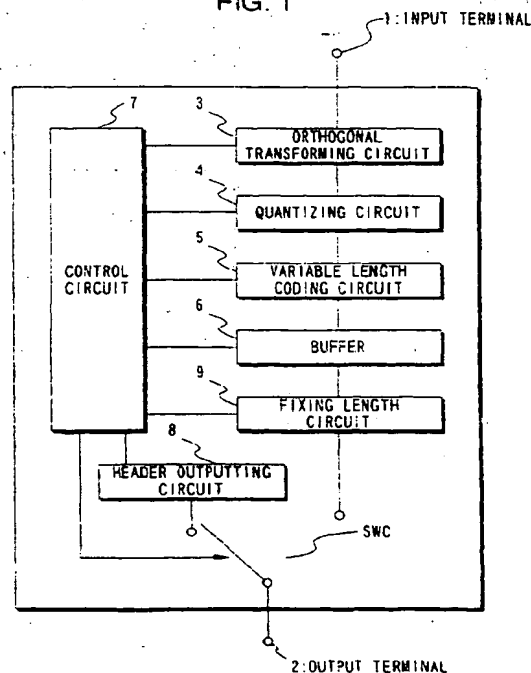 FIG. 1
1:INPUT TERMINAL
7
3
ORTHOGONAL
TRANSFORMING CIRCUIT
4
QUANTIZING CIRCUIT
5
VARIABLE LENGTH
CODING CIRCUIT
CONTROL
CIRCUIT
6
BUFFER
9
FIXING LENGTH
CIRCUIT
8
HEADER OUTPUTTING
CIRCUIT
SWC
2:OUTPUT TERMINAL